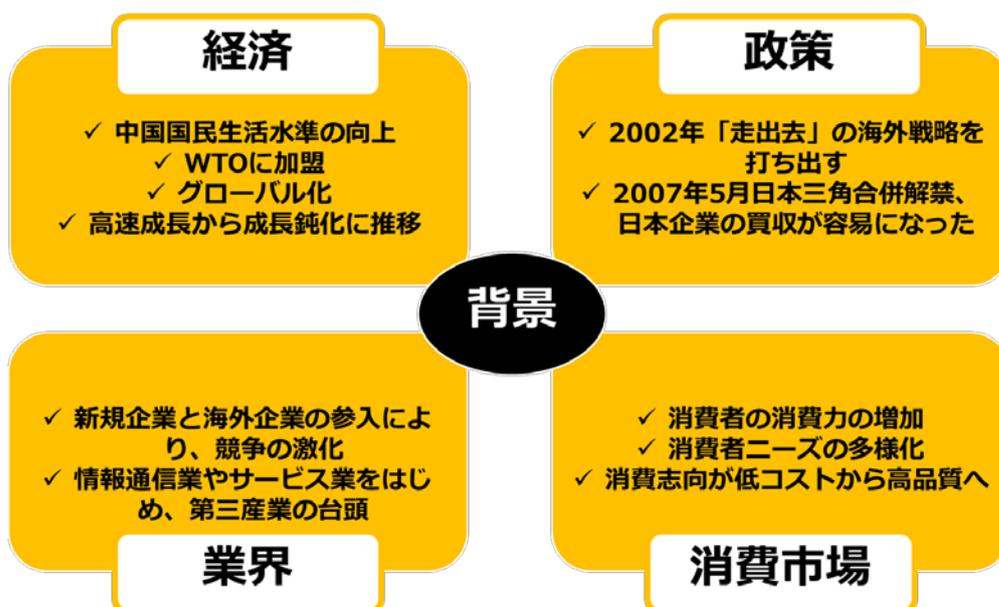 経済
✓ 中国国民生活水準の向上
✓ WTOに加盟
✓ グローバル化
✓ 高速成長から成長鈍化に推移
政策
✓ 2002年「走出去」の海外戦略を
打ち出す
✓ 2007年5月日本三角合併解禁、
日本企業の買収が容易になった
背景
✓ 新規企業と海外企業の参入によ
り、競争の激化
✓ 情報通信業やサービス業をはじ
め、第三産業の台頭
業界
✓ 消費者の消費力の増加
✓ 消費者ニーズの多様化
✓ 消費志向が低コストから高品質へ
消費市場